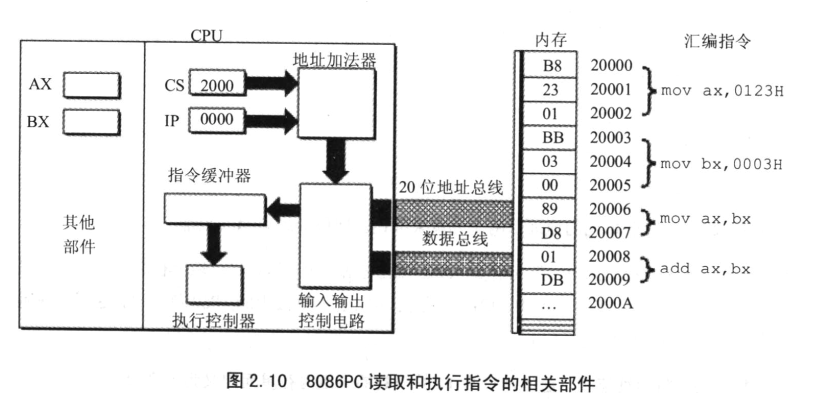 CPU
内存 汇编指令
地址加法器
AX
BX
CS 2000
IP 0000
指令缓冲器
其他
部件
执行控制器
输入输出
控制电路
20 位地址总线
数据总线
B8 20000
23 20001 mov ax,0123H
01 20002
BB 20003
03 20004 mov bx,0003H
00 20005
89 20006 mov ax,bx
D8 20007
01 20008 add ax,bx
DB 20009
… 2000A
图 2.10 8086PC 读取和执行指令的相关部件